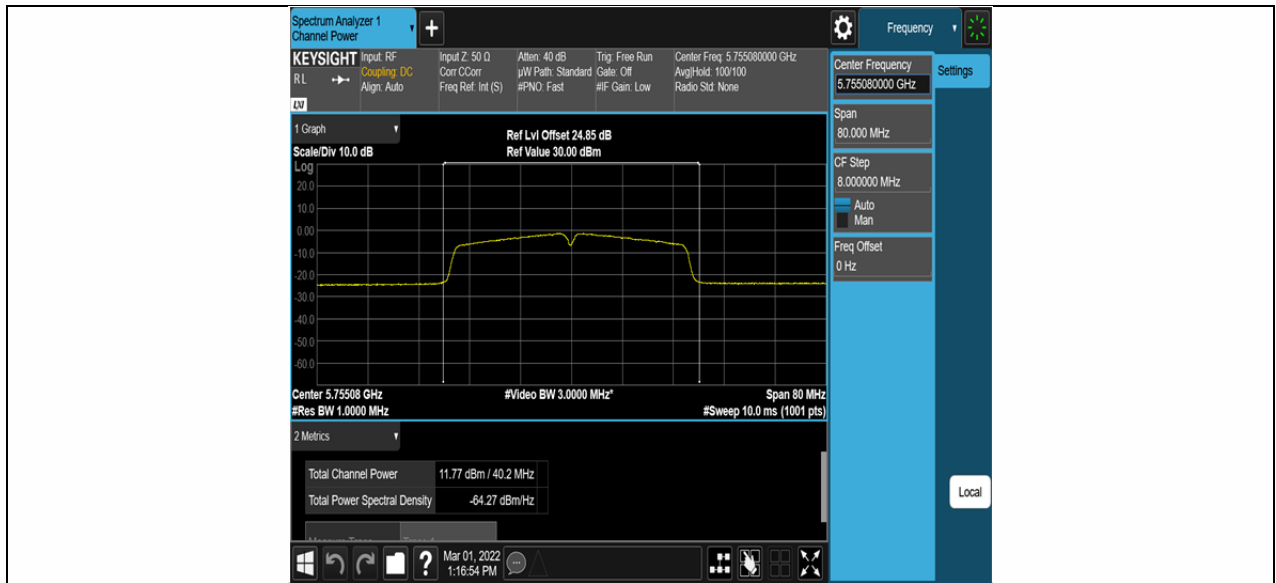 Spectrum Analyzer 1
Channel Power
+
Frequency
KEYSIGHT
RL
LXI
Input: RF
Coupling: DC
Align: Auto
Input Z: 50 Ω
Corr CCorr
Freq Ref: Int (S)
Atten: 40 dB
µW Path: Standard
#PNO: Fast
Trig: Free Run
Gate: Off
#IF Gain: Low
Center Freq: 5.755080000 GHz
Avg|Hold: 100/100
Radio Std: None
Center Frequency
5.755080000 GHz
Settings
Span
80.000 MHz
CF Step
8.000000 MHz
Auto
Man
Freq Offset
0 Hz
Local
1 Graph
Scale/Div 10.0 dB
Ref Lvl Offset 24.85 dB
Ref Value 30.00 dBm
Log
20.0
10.0
0.00
-10.0
-20.0
-30.0
-40.0
-50.0
-60.0
Center 5.75508 GHz
#Video BW 3.0000 MHz*
Span 80 MHz
#Res BW 1.0000 MHz
#Sweep 10.0 ms (1001 pts)
2 Metrics
Total Channel Power 11.77 dBm / 40.2 MHz
Total Power Spectral Density -64.27 dBm/Hz
?
Mar 01, 2022
1:16:54 PM